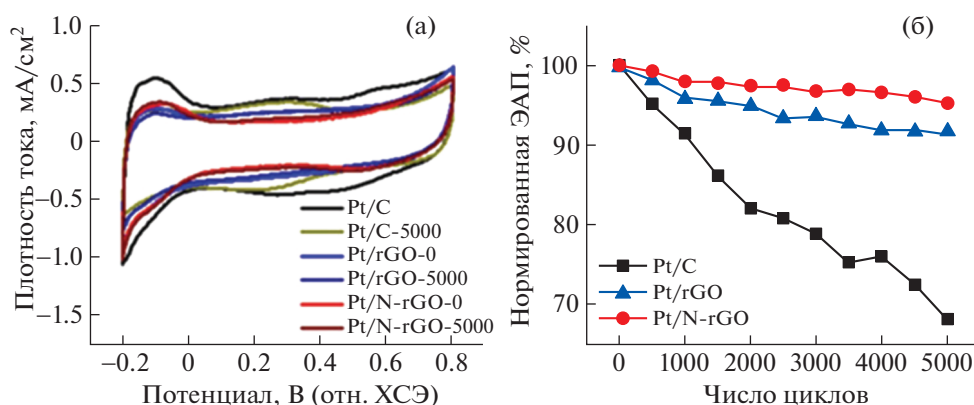 (а)
Плотность тока, мА/см²
1.0
0.5
0
−0.5
−1.0
−1.5
Pt/C
Pt/C-5000
Pt/rGO-0
Pt/rGO-5000
Pt/N-rGO-0
Pt/N-rGO-5000
−0.2 0 0.2 0.4 0.6 0.8
Потенциал, В (отн. ХСЭ)
(б)
Нормированная ЭАП, %
100
90
80
70
Pt/C
Pt/rGO
Pt/N-rGO
0 1000 2000 3000 4000 5000
Число циклов